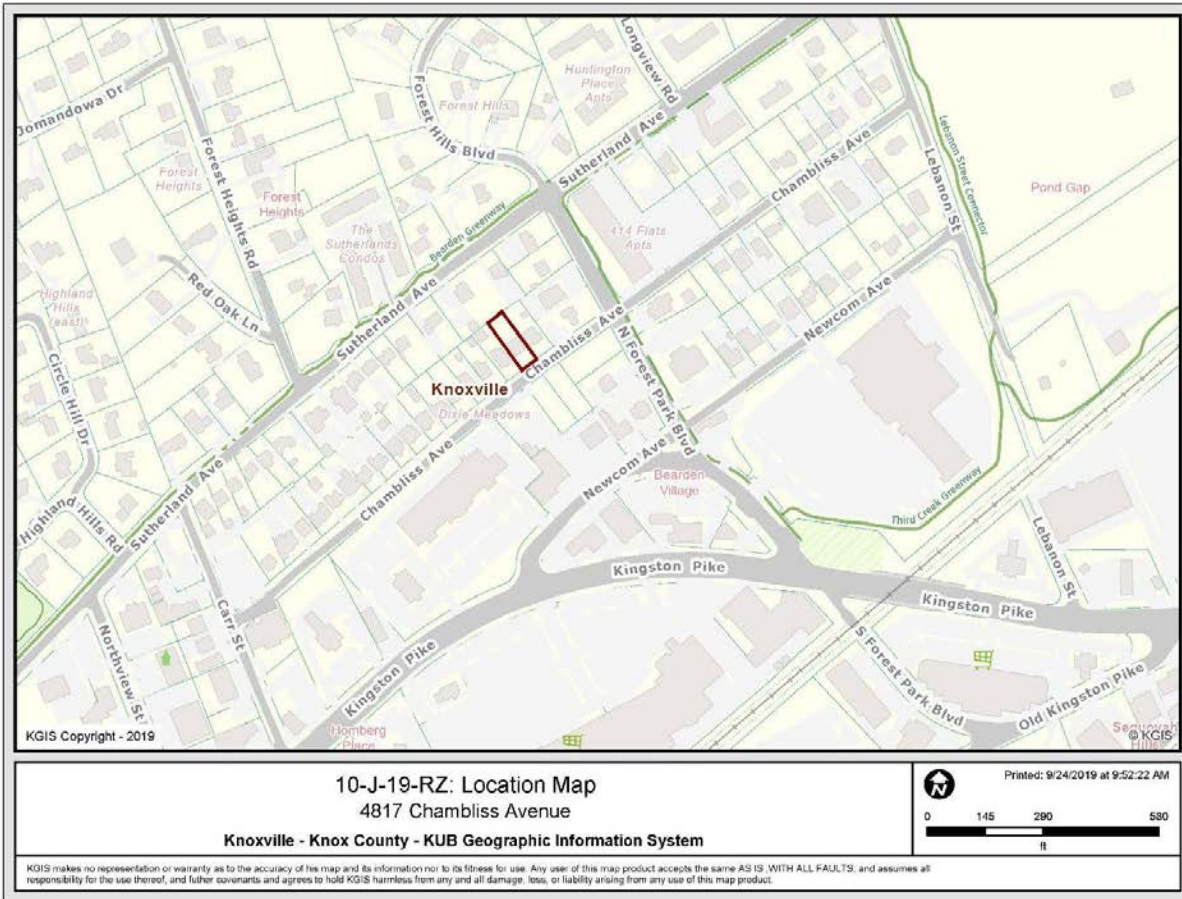 Jomandowa Dr
Forest Heights Rd
Forest
Heights
Forest
Heights
The
Sutherlands
Condos
Forest Hills
Forest Hills Blvd
Huntington
Place
Apts
Longview Rd
Sutherland Ave
Bearden Greenway
414 Flats
Apts
Chambliss Ave
Lebanon St
Lebanon Street Connector
Pond Gap
Highland
Hills
(east)
Red Oak Ln
Circle Hill Dr
Sutherland Ave
Knoxville
Dixie Meadows
Chambliss Ave
N Forest Park Blvd
Newcom Ave
Highland Hills Rd
Sutherland Ave
Chambliss Ave
Newcom Ave
Bearden
Village
Third Creek Greenway
Lebanon St
Kingston Pike
Kingston Pike
Northview St
Carr St
Kingston Pike
S Forest Park Blvd
Old Kingston Pike
Homberg
Place
Sequoyah
Hills
KGIS Copyright - 2019
© KGIS
10-J-19-RZ: Location Map
4817 Chambliss Avenue
Knoxville - Knox County - KUB Geographic Information System
N
Printed: 9/24/2019 at 9:52:22 AM
0 145 290 580
ft
KGIS makes no representation or warranty as to the accuracy of his map and its information nor to its fitness for use. Any user of this map product accepts the same AS IS ,WITH ALL FAULTS, and assumes all
responsibility for the use thereof, and futher covenants and agrees to hold KGIS harmless from any and all damage, loss, or liability arising from any use of this map product.